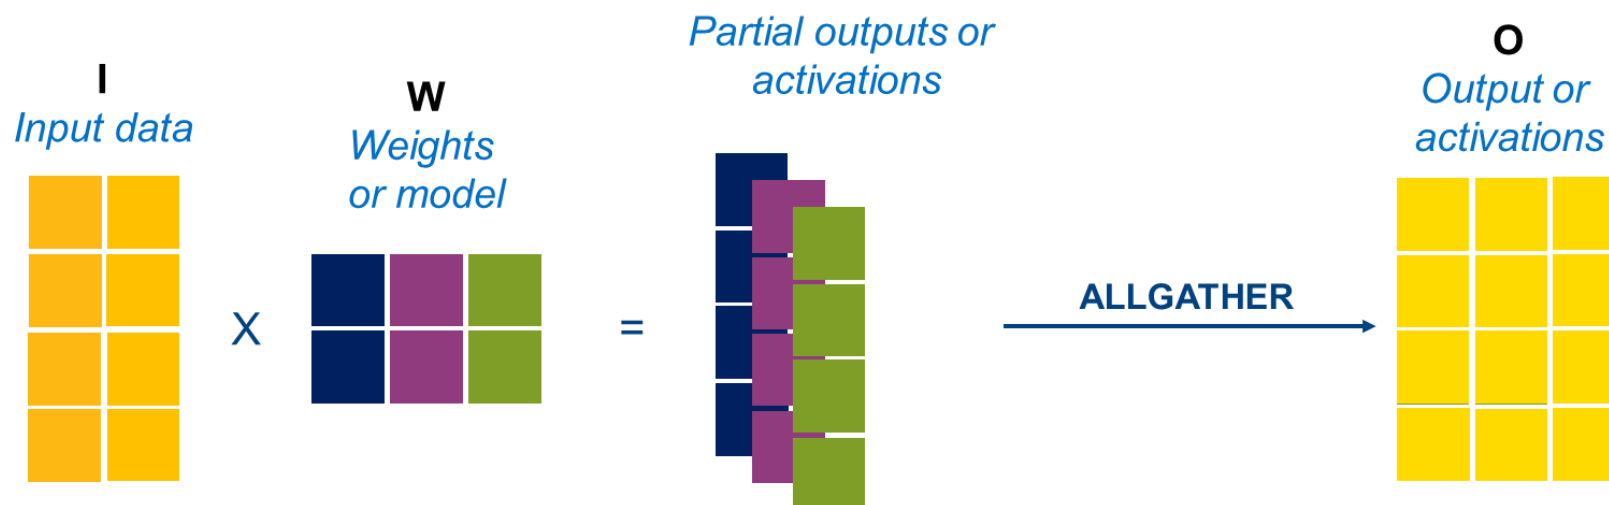 I
Input data
X
W
Weights
or model
=
Partial outputs or
activations
ALLGATHER
O
Output or
activations